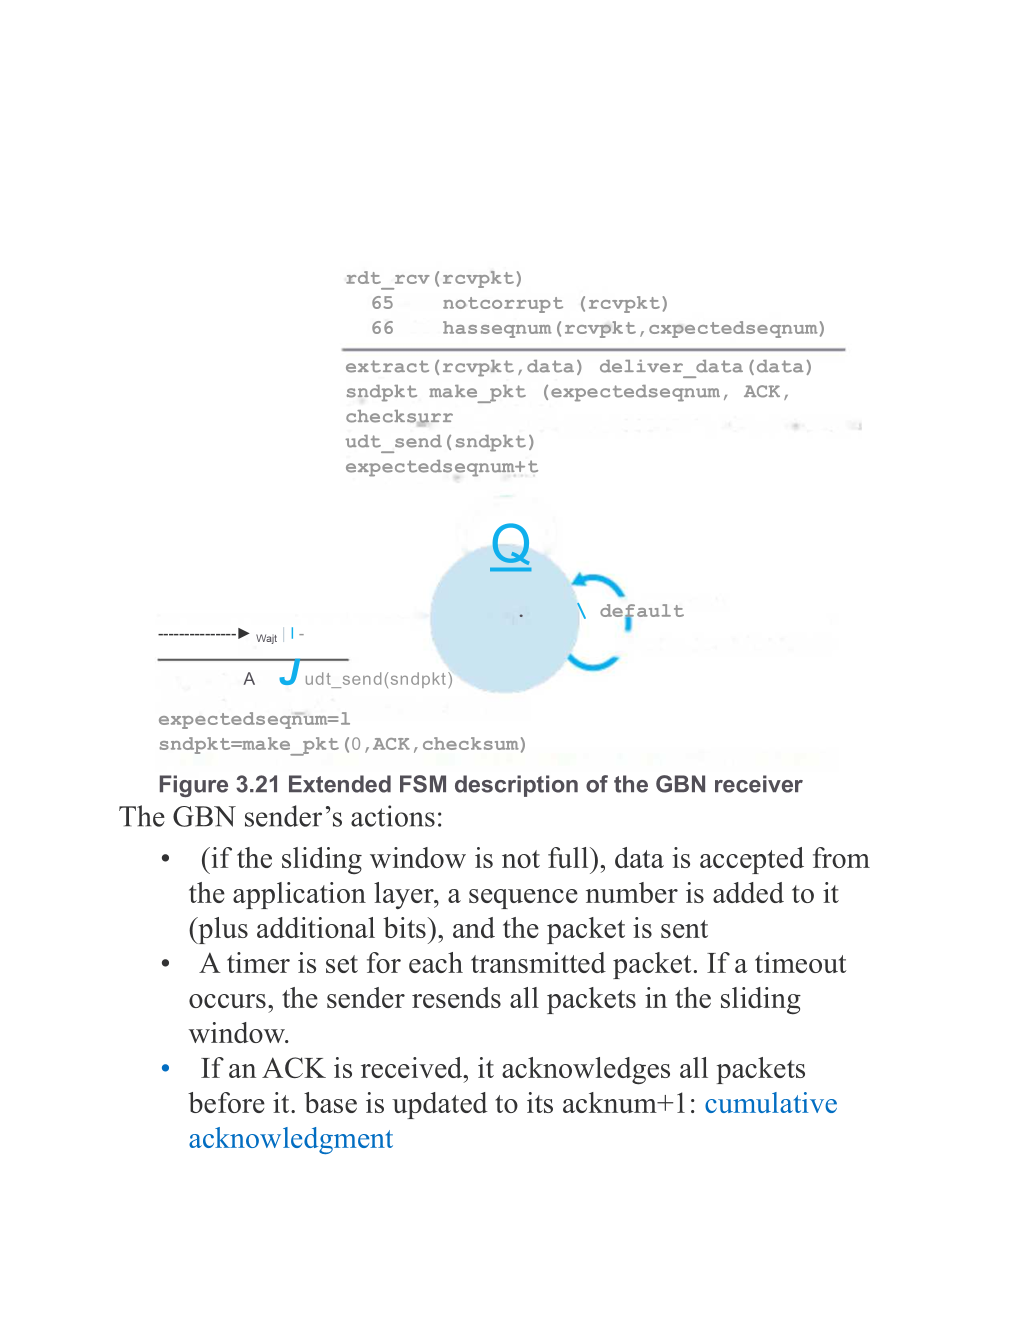 rdt_rcv(rcvpkt)
65 notcorrupt (rcvpkt)
66 hasseqnum(rcvpkt,cxpectedseqnum)
extract(rcvpkt,data) deliver_data(data)
sndpkt make_pkt (expectedseqnum, ACK,
checksurr
udt_send(sndpkt)
expectedseqnum+t
Q
\ default
---------------► Wajt | I -
A J udt_send(sndpkt)
expectedseqnum=l
sndpkt=make_pkt(0,ACK,checksum)
Figure 3.21 Extended FSM description of the GBN receiver
The GBN sender’s actions:
• (if the sliding window is not full), data is accepted from
the application layer, a sequence number is added to it
(plus additional bits), and the packet is sent
• A timer is set for each transmitted packet. If a timeout
occurs, the sender resends all packets in the sliding
window.
• If an ACK is received, it acknowledges all packets
before it. base is updated to its acknum+1: cumulative
acknowledgment